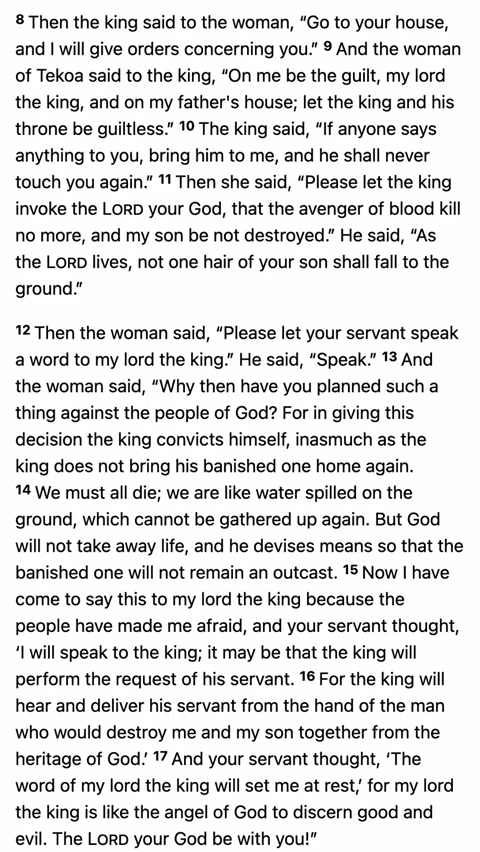 8 Then the king said to the woman, “Go to your house,
and I will give orders concerning you.” 9 And the woman
of Tekoa said to the king, “On me be the guilt, my lord
the king, and on my father's house; let the king and his
throne be guiltless.” 10 The king said, “If anyone says
anything to you, bring him to me, and he shall never
touch you again.” 11 Then she said, “Please let the king
invoke the LORD your God, that the avenger of blood kill
no more, and my son be not destroyed.” He said, “As
the LORD lives, not one hair of your son shall fall to the
ground.”
12 Then the woman said, “Please let your servant speak
a word to my lord the king.” He said, “Speak.” 13 And
the woman said, “Why then have you planned such a
thing against the people of God? For in giving this
decision the king convicts himself, inasmuch as the
king does not bring his banished one home again.
14 We must all die; we are like water spilled on the
ground, which cannot be gathered up again. But God
will not take away life, and he devises means so that the
banished one will not remain an outcast. 15 Now I have
come to say this to my lord the king because the
people have made me afraid, and your servant thought,
‘I will speak to the king; it may be that the king will
perform the request of his servant. 16 For the king will
hear and deliver his servant from the hand of the man
who would destroy me and my son together from the
heritage of God.’ 17 And your servant thought, ‘The
word of my lord the king will set me at rest,’ for my lord
the king is like the angel of God to discern good and
evil. The LORD your God be with you!”